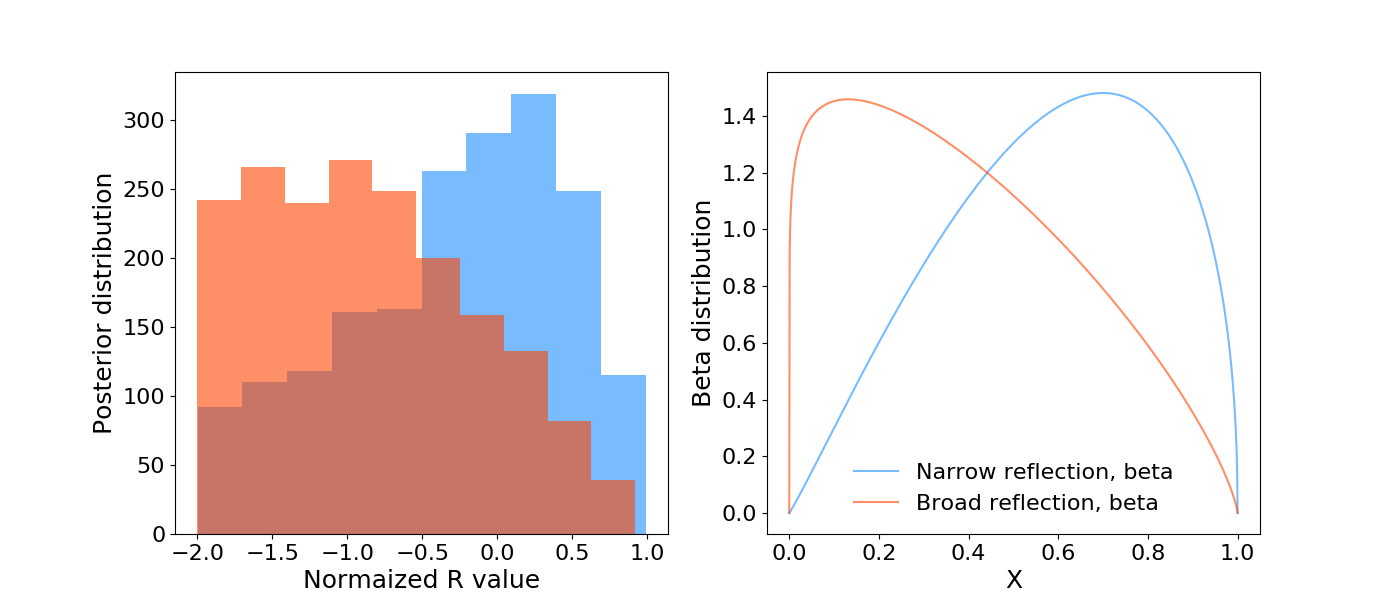 Posterior distribution
300
250
200
150
100
50
0
−2.0 −1.5 −1.0 −0.5 0.0 0.5 1.0
Normaized R value
Beta distribution
1.4
1.2
1.0
0.8
0.6
0.4
0.2
0.0
Narrow reflection, beta
Broad reflection, beta
0.0 0.2 0.4 0.6 0.8 1.0
X